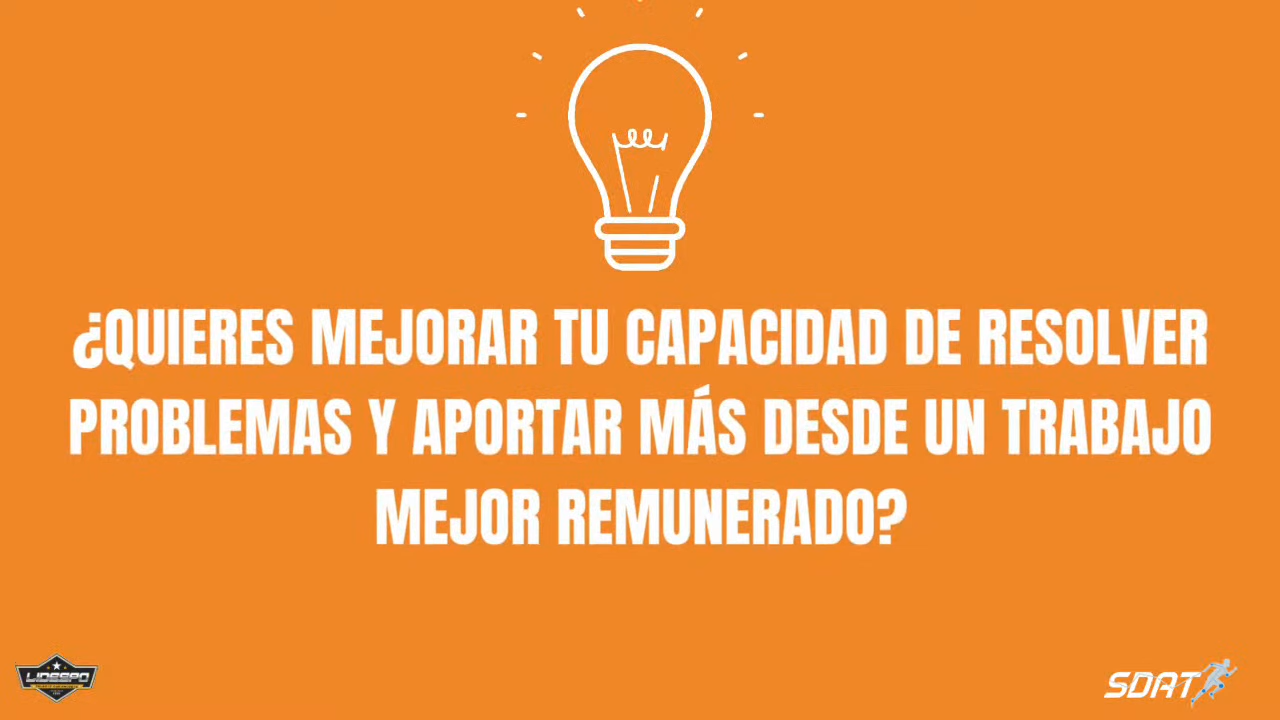 ¿QUIERES MEJORAR TU CAPACIDAD DE RESOLVER
PROBLEMAS Y APORTAR MÁS DESDE UN TRABAJO
MEJOR REMUNERADO?
LIDESPO
SDAT